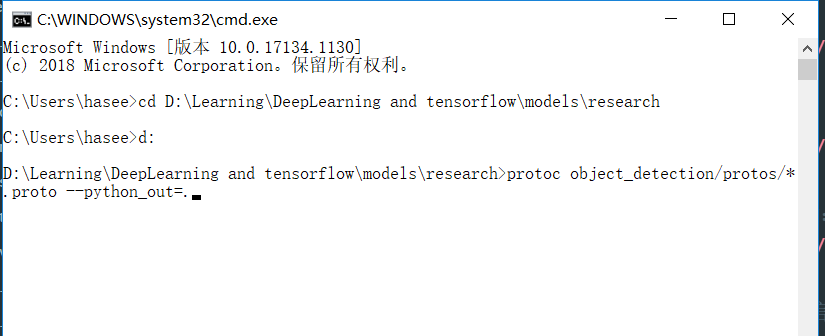 C:\WINDOWS\system32\cmd.exe
Microsoft Windows [版本 10.0.17134.1130]
(c) 2018 Microsoft Corporation。保留所有权利。
C:\Users\hasee>cd D:\Learning\DeepLearning and tensorflow\models\research
C:\Users\hasee>d:
D:\Learning\DeepLearning and tensorflow\models\research>protoc object_detection/protos/*
.proto --python_out=.